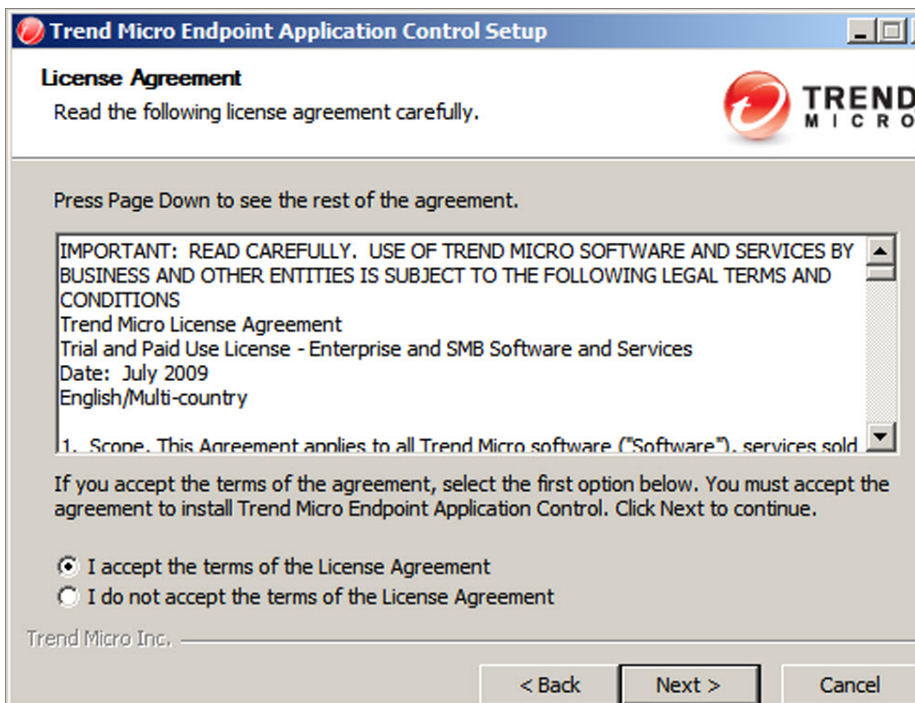 Trend Micro Endpoint Application Control Setup
License Agreement
Read the following license agreement carefully.
TREND
MICRO
Press Page Down to see the rest of the agreement.
IMPORTANT:  READ CAREFULLY.  USE OF TREND MICRO SOFTWARE AND SERVICES BY
BUSINESS AND OTHER ENTITIES IS SUBJECT TO THE FOLLOWING LEGAL TERMS AND
CONDITIONS
Trend Micro License Agreement
Trial and Paid Use License - Enterprise and SMB Software and Services
Date:  July 2009
English/Multi-country
1.  Scope. This Agreement applies to all Trend Micro software ("Software"), services sold
If you accept the terms of the agreement, select the first option below. You must accept the
agreement to install Trend Micro Endpoint Application Control. Click Next to continue.
I accept the terms of the License Agreement
I do not accept the terms of the License Agreement
Trend Micro Inc.
< Back
Next >
Cancel